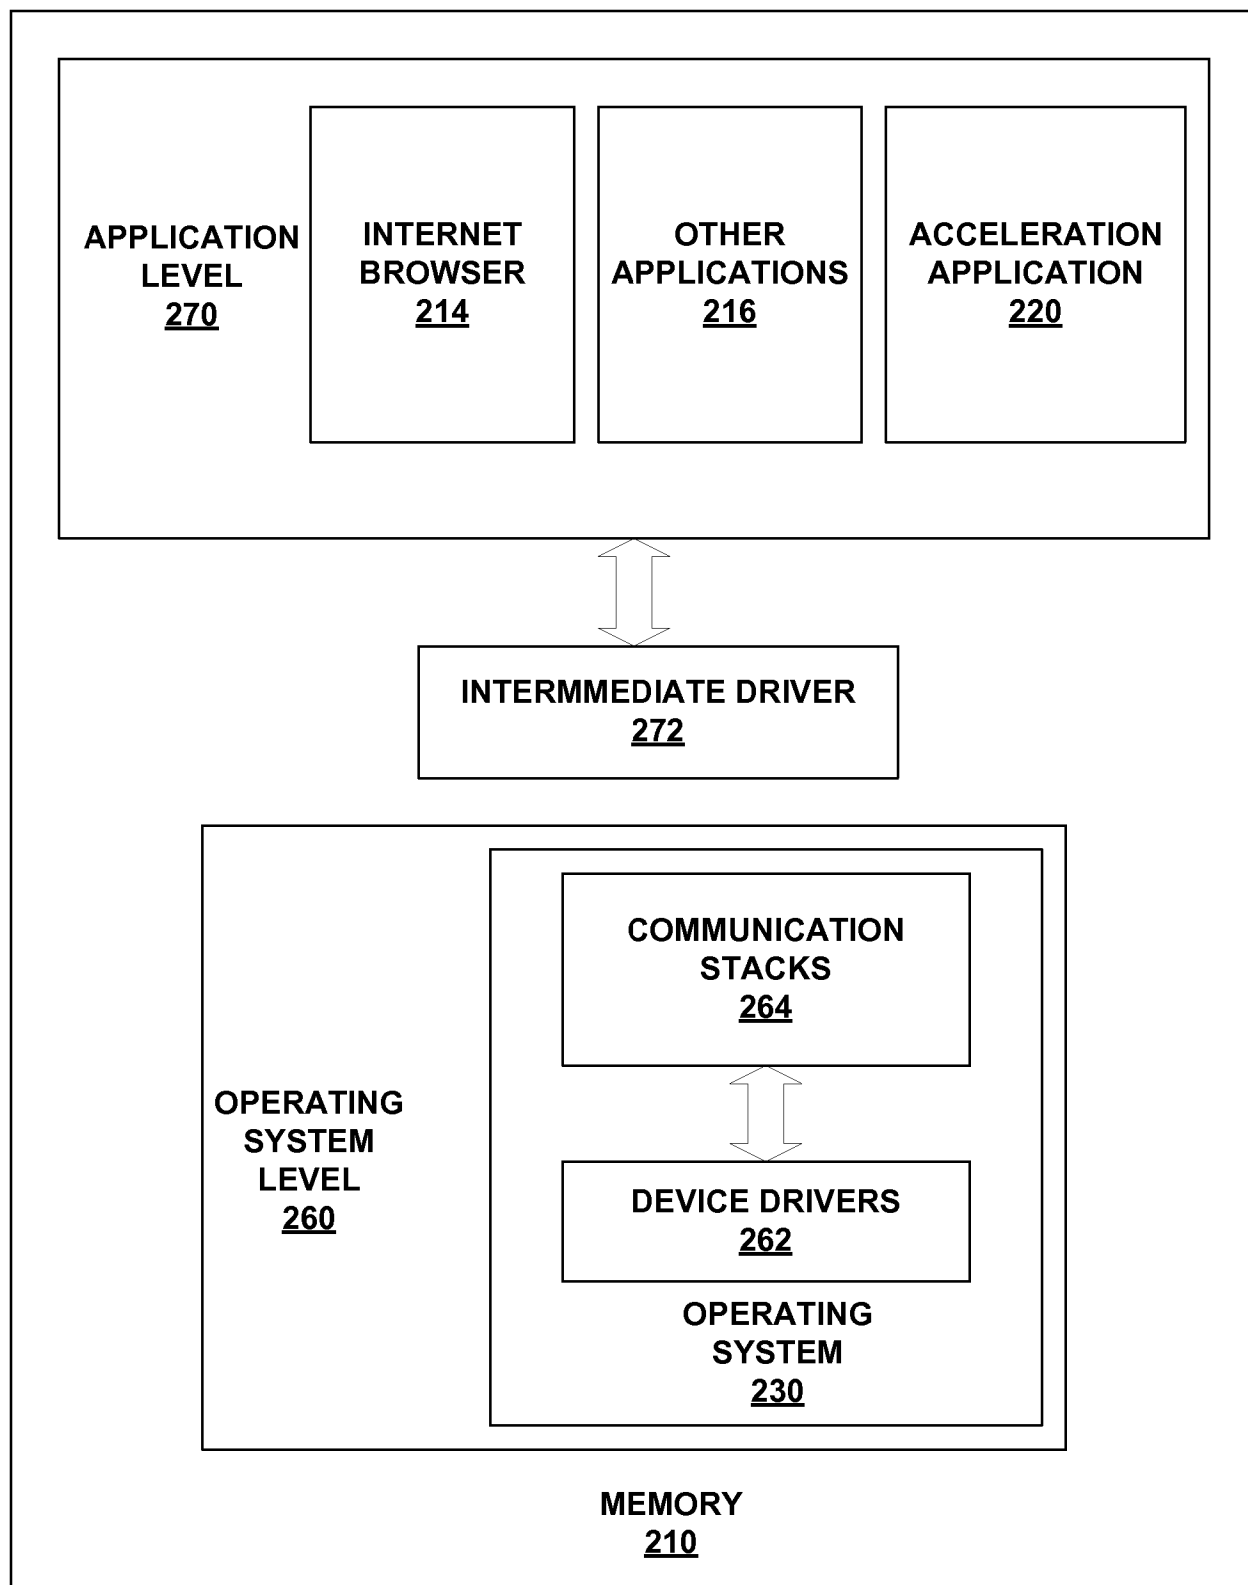 APPLICATION
LEVEL
270
INTERNET
BROWSER
214
OTHER
APPLICATIONS
216
ACCELERATION
APPLICATION
220
INTERMMEDIATE DRIVER
272
COMMUNICATION
STACKS
264
OPERATING
SYSTEM
LEVEL
260
DEVICE DRIVERS
262
OPERATING
SYSTEM
230
MEMORY
210